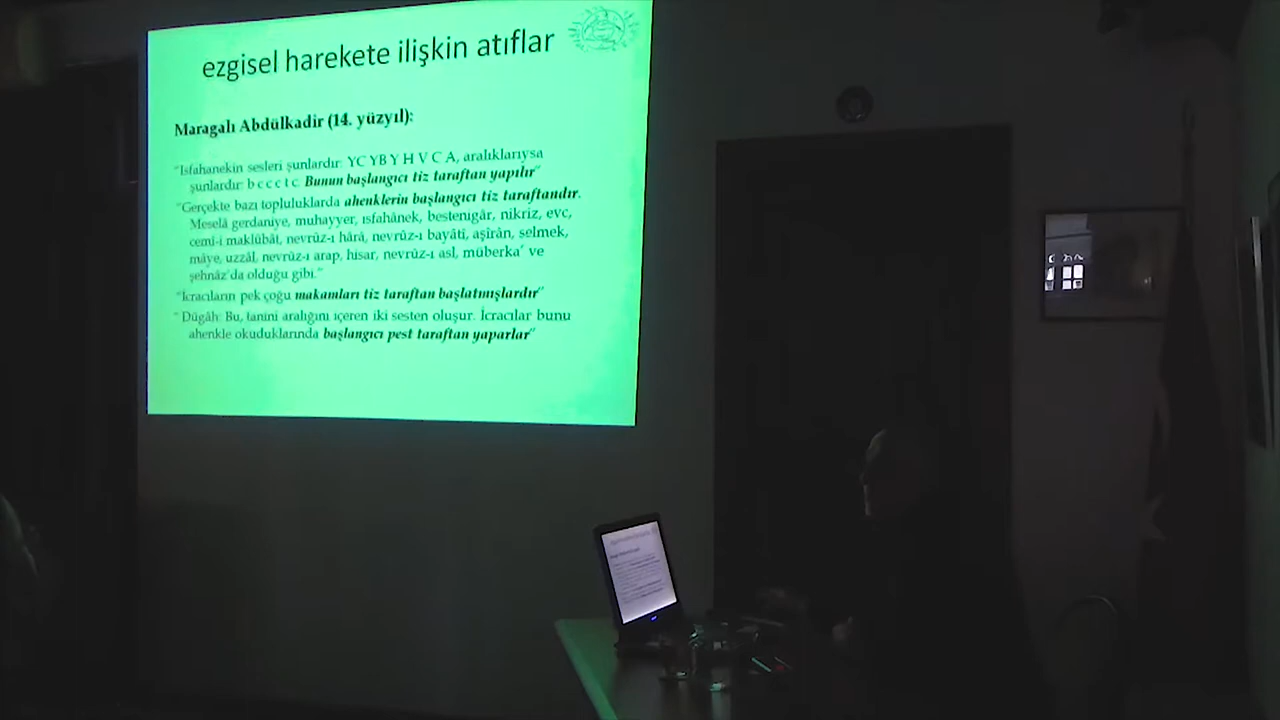 ezgisel harekete ilişkin atıflar
Maragalı Abdülkadir (14. yüzyıl):
“Isfahanekin sesleri şunlardır: YC YB Y H V C A, aralıklarıysa
şunlardır: b c c c t c. Bunun başlangıcı tiz taraftan yapılır”
“Gerçekte bazı topluluklarda ahenklerin başlangıcı tiz taraftandır.
Meselâ gerdaniye, muhayyer, ısfahânek, bestenigâr, nikriz, evc,
cemi-i maklûbât, nevrûz-ı hârâ, nevrûz-ı bayâtî, aşîrân, selmek,
mâye, uzzâl, nevrûz-ı arap, hisar, nevrûz-ı asl, müberka’ ve
şehnâz’da olduğu gibi.”
“İcracıların pek çoğu makamları tiz taraftan başlatmışlardır”
“ Dügâh: Bu, tanini aralığını içeren iki sesten oluşur. İcracılar bunu
ahenkle okuduklarında başlangıcı pest taraftan yaparlar”